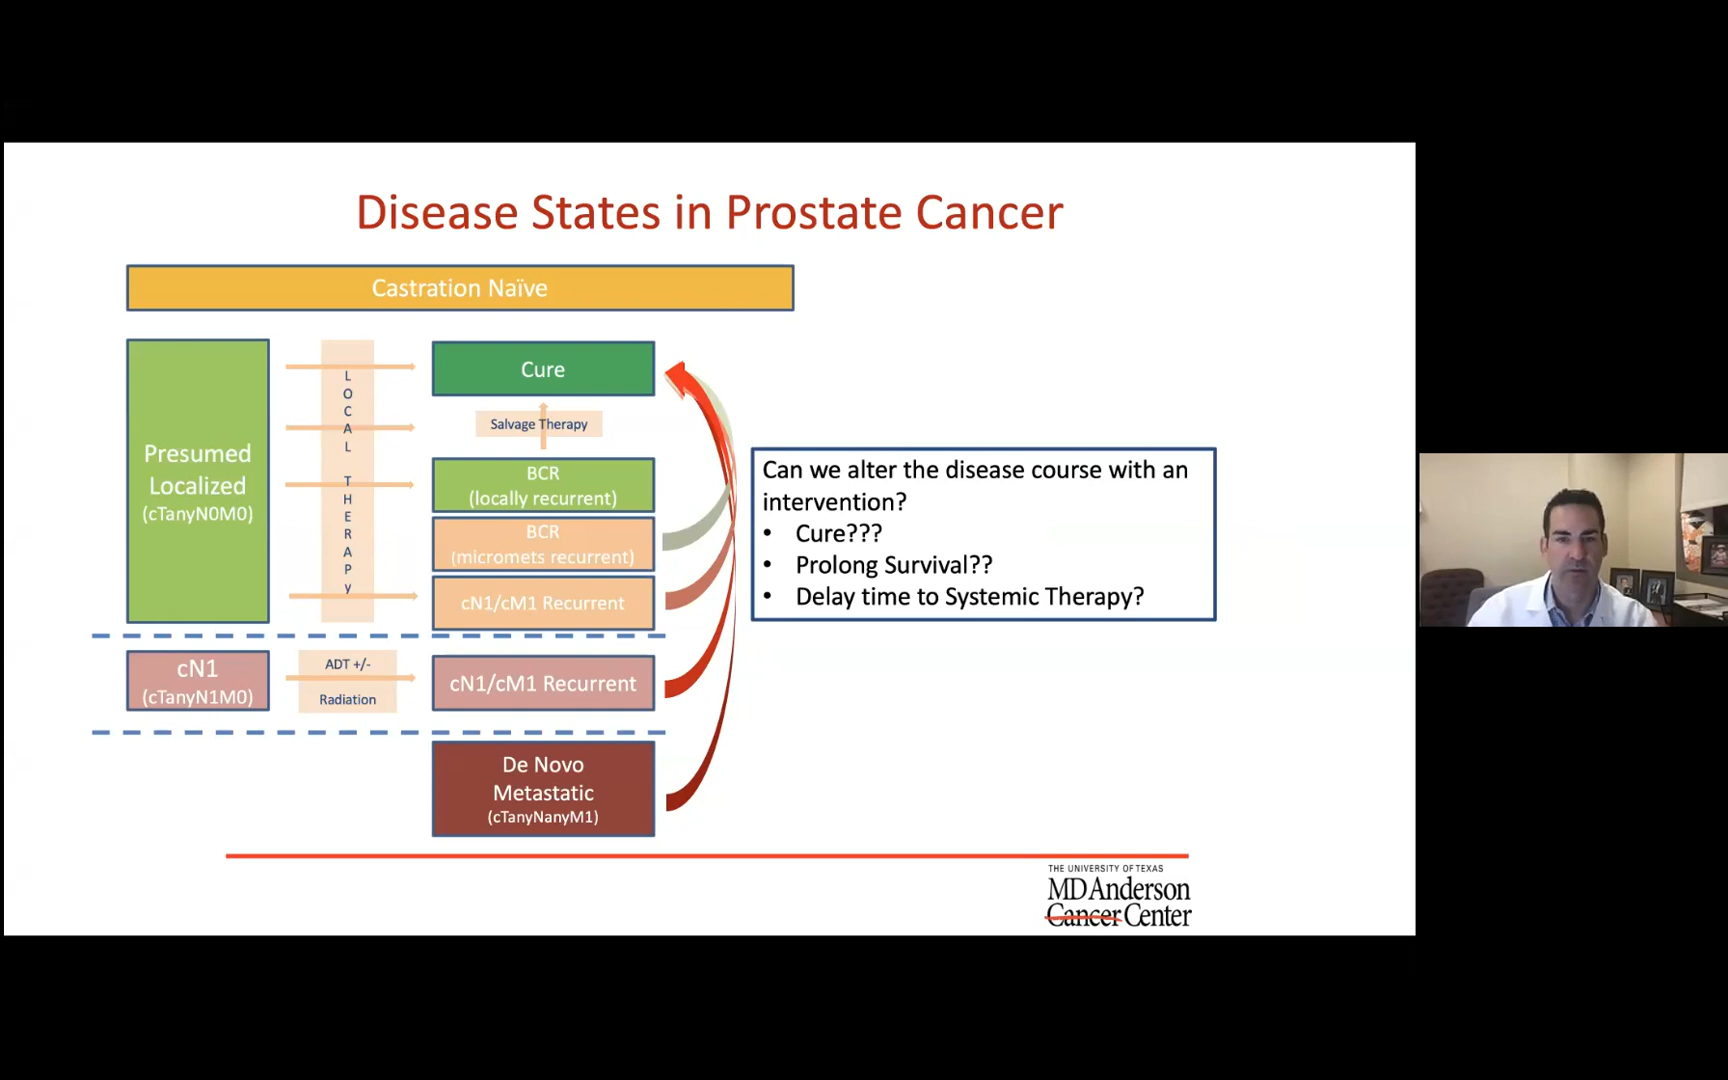 Disease States in Prostate Cancer
Castration Naïve
Presumed
Localized
(cTanyN0M0)
LOCAL THERAPy
Cure
Salvage Therapy
BCR
(locally recurrent)
BCR
(micromets recurrent)
cN1/cM1 Recurrent
cN1
(cTanyN1M0)
ADT +/-
Radiation
cN1/cM1 Recurrent
De Novo
Metastatic
(cTanyNanyM1)
Can we alter the disease course with an
intervention?
• Cure???
• Prolong Survival??
• Delay time to Systemic Therapy?
THE UNIVERSITY OF TEXAS
MD Anderson
Cancer Center